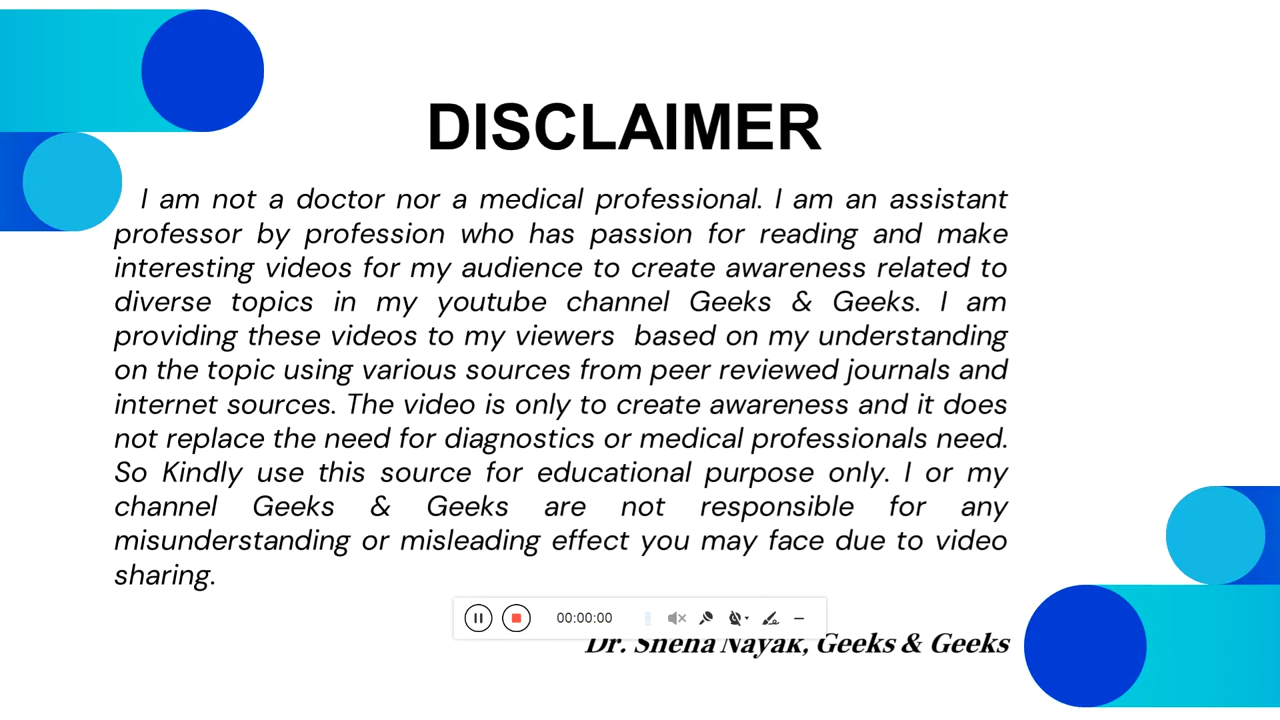 DISCLAIMER
I am not a doctor nor a medical professional. I am an assistant
professor by profession who has passion for reading and make
interesting videos for my audience to create awareness related to
diverse topics in my youtube channel Geeks & Geeks. I am
providing these videos to my viewers based on my understanding
on the topic using various sources from peer reviewed journals and
internet sources. The video is only to create awareness and it does
not replace the need for diagnostics or medical professionals need.
So Kindly use this source for educational purpose only. I or my
channel Geeks & Geeks are not responsible for any
misunderstanding or misleading effect you may face due to video
sharing.
00:00:00
Dr. Sneha Nayak, Geeks & Geeks